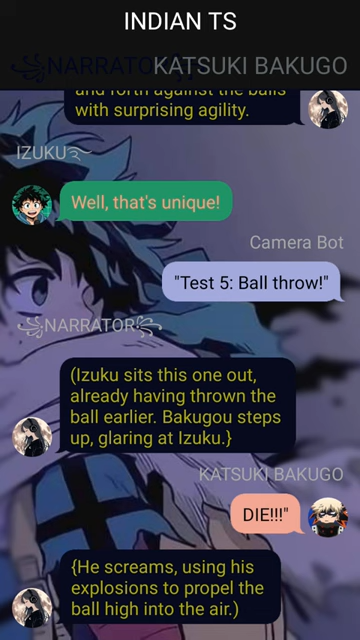 INDIAN TS
꧁NARRATOR꧂
KATSUKI BAKUGO
and forth against the balls
with surprising agility.
IZUKU࿐
Well, that's unique!
Camera Bot
"Test 5: Ball throw!"
꧁NARRATOR꧂
(Izuku sits this one out,
already having thrown the
ball earlier. Bakugou steps
up, glaring at Izuku.}
KATSUKI BAKUGO
DIE!!!"
{He screams, using his
explosions to propel the
ball high into the air.)